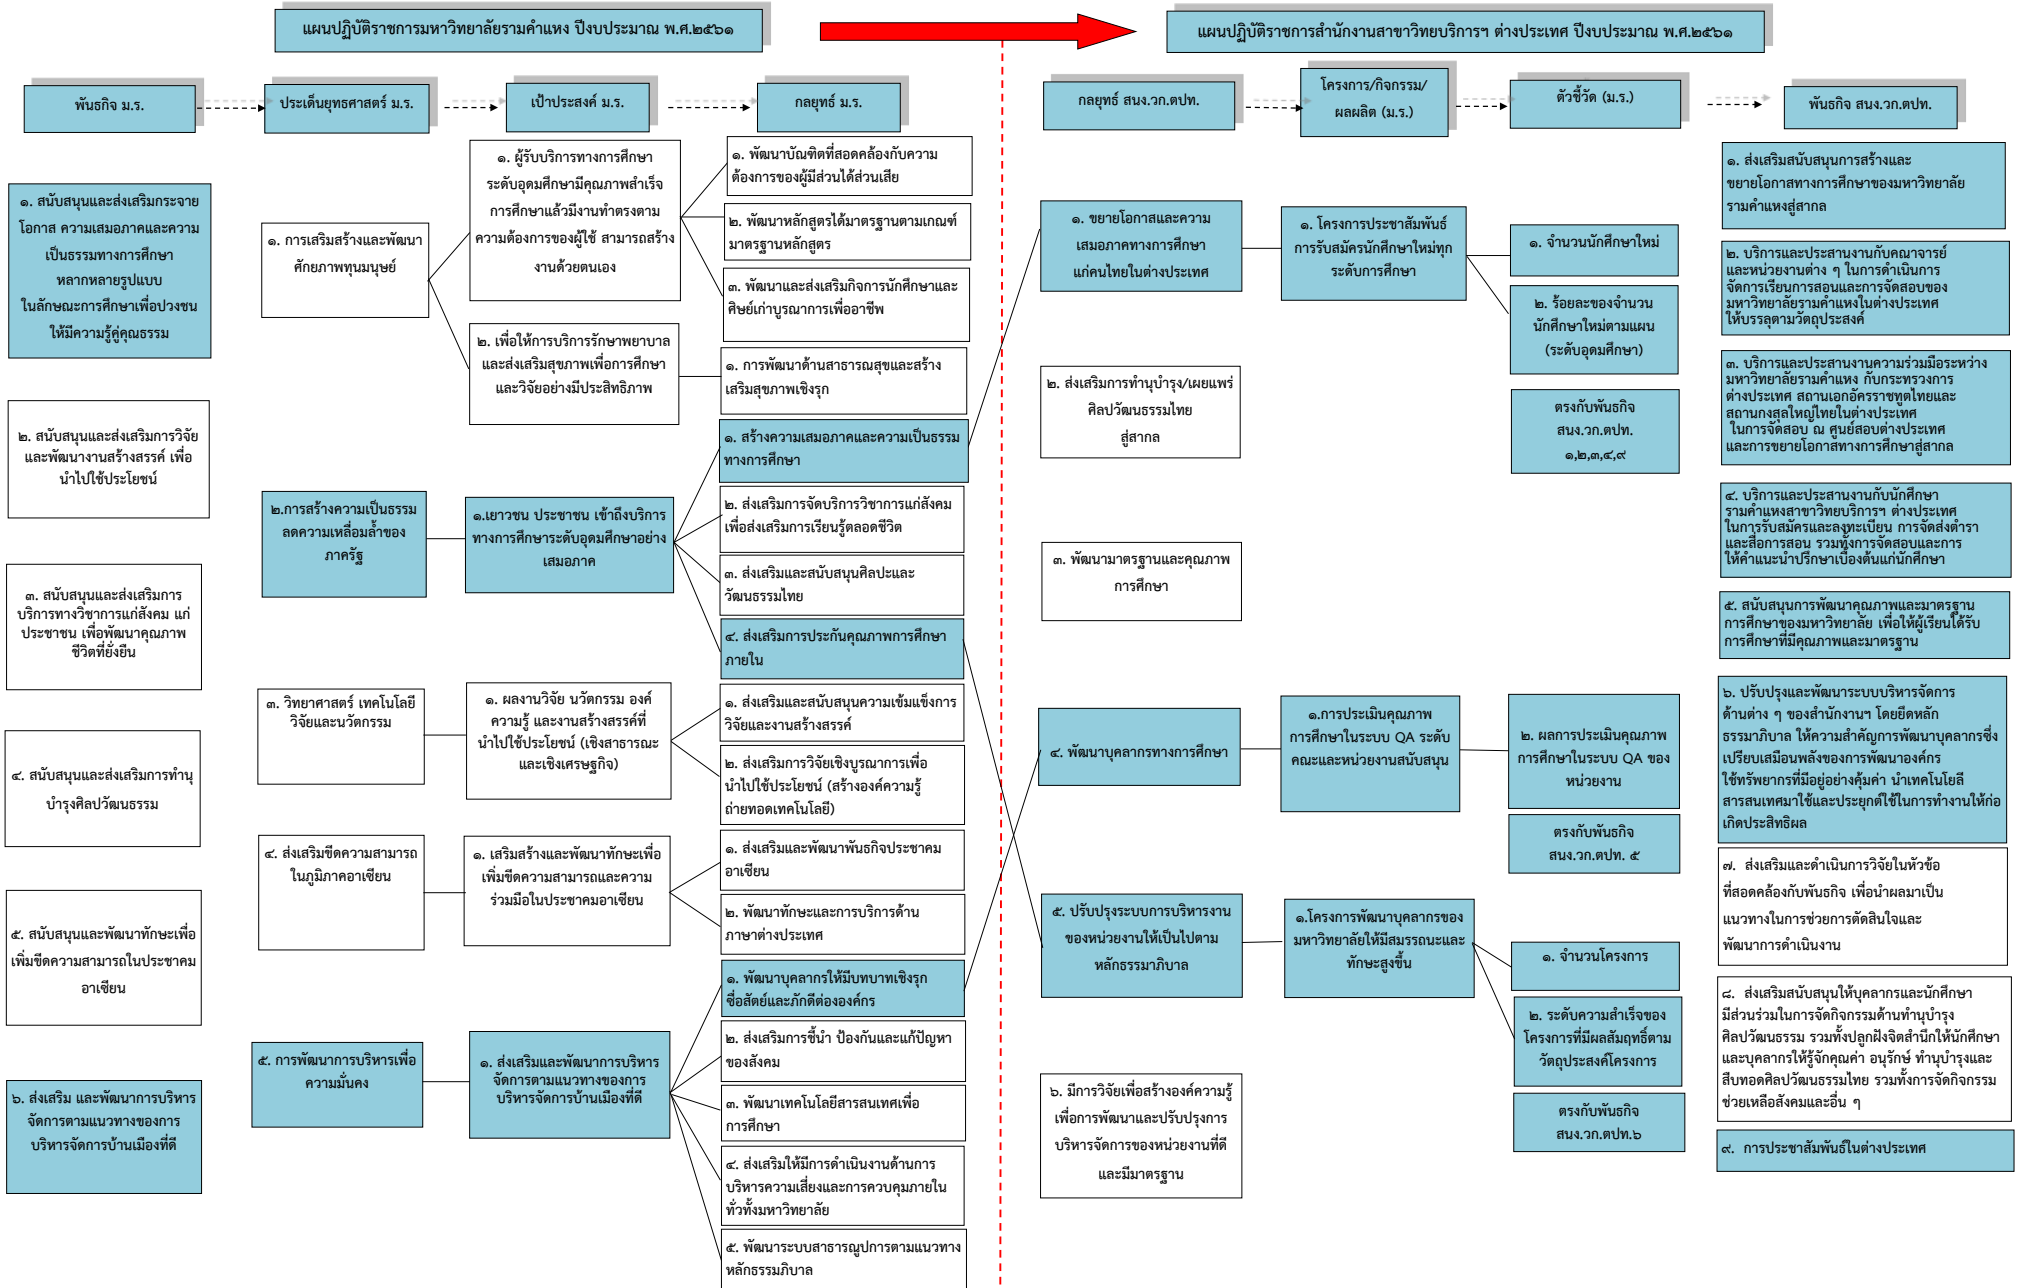 แผนปฏิบัติราชการมหาวิทยาลัยรามคำแหง ปีงบประมาณ พ.ศ.๒๕๖๑
แผนปฏิบัติราชการสำนักงานสาขาวิทยบริการฯ ต่างประเทศ ปีงบประมาณ พ.ศ.๒๕๖๑
พันธกิจ ม.ร.
ประเด็นยุทธศาสตร์ ม.ร.
เป้าประสงค์ ม.ร.
กลยุทธ์ ม.ร.
กลยุทธ์ สนง.วก.ตปท.
โครงการ/กิจกรรม/
ผลผลิต (ม.ร.)
ตัวชี้วัด (ม.ร.)
พันธกิจ สนง.วก.ตปท.
๑. สนับสนุนและส่งเสริมกระจาย
โอกาส ความเสมอภาคและความ
เป็นธรรมทางการศึกษา
หลากหลายรูปแบบ
ในลักษณะการศึกษาเพื่อปวงชน
ให้มีความรู้คู่คุณธรรม
๒. สนับสนุนและส่งเสริมการวิจัย
และพัฒนางานสร้างสรรค์ เพื่อ
นำไปใช้ประโยชน์
๓. สนับสนุนและส่งเสริมการ
บริการทางวิชาการแก่สังคม แก่
ประชาชน เพื่อพัฒนาคุณภาพ
ชีวิตที่ยั่งยืน
๔. สนับสนุนและส่งเสริมการทำนุ
บำรุงศิลปวัฒนธรรม
๕. สนับสนุนและพัฒนาทักษะเพื่อ
เพิ่มขีดความสามารถในประชาคม
อาเซียน
๖. ส่งเสริม และพัฒนาการบริหาร
จัดการตามแนวทางของการ
บริหารจัดการบ้านเมืองที่ดี
๑. การเสริมสร้างและพัฒนา
ศักยภาพทุนมนุษย์
๒.การสร้างความเป็นธรรม
ลดความเหลื่อมล้ำของ
ภาครัฐ
๓. วิทยาศาสตร์ เทคโนโลยี
วิจัยและนวัตกรรม
๔. ส่งเสริมขีดความสามารถ
ในภูมิภาคอาเซียน
๕. การพัฒนาการบริหารเพื่อ
ความมั่นคง
๑. ผู้รับบริการทางการศึกษา
ระดับอุดมศึกษามีคุณภาพสำเร็จ
การศึกษาแล้วมีงานทำตรงตาม
ความต้องการของผู้ใช้ สามารถสร้าง
งานด้วยตนเอง
๒. เพื่อให้การบริการรักษาพยาบาล
และส่งเสริมสุขภาพเพื่อการศึกษา
และวิจัยอย่างมีประสิทธิภาพ
๑.เยาวชน ประชาชน เข้าถึงบริการ
ทางการศึกษาระดับอุดมศึกษาอย่าง
เสมอภาค
๑. ผลงานวิจัย นวัตกรรม องค์
ความรู้ และงานสร้างสรรค์ที่
นำไปใช้ประโยชน์ (เชิงสาธารณะ
และเชิงเศรษฐกิจ)
๑. เสริมสร้างและพัฒนาทักษะเพื่อ
เพิ่มขีดความสามารถและความ
ร่วมมือในประชาคมอาเซียน
๑. ส่งเสริมและพัฒนาการบริหาร
จัดการตามแนวทางของการ
บริหารจัดการบ้านเมืองที่ดี
๑. พัฒนาบัณฑิตที่สอดคล้องกับความ
ต้องการของผู้มีส่วนได้ส่วนเสีย
๒. พัฒนาหลักสูตรได้มาตรฐานตามเกณฑ์
มาตรฐานหลักสูตร
๓. พัฒนาและส่งเสริมกิจการนักศึกษาและ
ศิษย์เก่าบูรณาการเพื่ออาชีพ
๑. การพัฒนาด้านสาธารณสุขและสร้าง
เสริมสุขภาพเชิงรุก
๑. สร้างความเสมอภาคและความเป็นธรรม
ทางการศึกษา
๒. ส่งเสริมการจัดบริการวิชาการแก่สังคม
เพื่อส่งเสริมการเรียนรู้ตลอดชีวิต
๓. ส่งเสริมและสนับสนุนศิลปะและ
วัฒนธรรมไทย
๔. ส่งเสริมการประกันคุณภาพการศึกษา
ภายใน
๑. ส่งเสริมและสนับสนุนความเข้มแข็งการ
วิจัยและงานสร้างสรรค์
๒. ส่งเสริมการวิจัยเชิงบูรณาการเพื่อ
นำไปใช้ประโยชน์ (สร้างองค์ความรู้
ถ่ายทอดเทคโนโลยี)
๑. ส่งเสริมและพัฒนาพันธกิจประชาคม
อาเซียน
๒. พัฒนาทักษะและการบริการด้าน
ภาษาต่างประเทศ
๑. พัฒนาบุคลากรให้มีบทบาทเชิงรุก
ซื่อสัตย์และภักดีต่อองค์กร
๒. ส่งเสริมการชี้นำ ป้องกันและแก้ปัญหา
ของสังคม
๓. พัฒนาเทคโนโลยีสารสนเทศเพื่อ
การศึกษา
๔. ส่งเสริมให้มีการดำเนินงานด้านการ
บริหารความเสี่ยงและการควบคุมภายใน
ทั่วทั้งมหาวิทยาลัย
๕. พัฒนาระบบสาธารณูปการตามแนวทาง
หลักธรรมภิบาล
๑. ขยายโอกาสและความ
เสมอภาคทางการศึกษา
แก่คนไทยในต่างประเทศ
๒. ส่งเสริมการทำนุบำรุง/เผยแพร่
ศิลปวัฒนธรรมไทย
สู่สากล
๓. พัฒนามาตรฐานและคุณภาพ
การศึกษา
๔. พัฒนาบุคลากรทางการศึกษา
๕. ปรับปรุงระบบการบริหารงาน
ของหน่วยงานให้เป็นไปตาม
หลักธรรมาภิบาล
๖. มีการวิจัยเพื่อสร้างองค์ความรู้
เพื่อการพัฒนาและปรับปรุงการ
บริหารจัดการของหน่วยงานที่ดี
และมีมาตรฐาน
๑. โครงการประชาสัมพันธ์
การรับสมัครนักศึกษาใหม่ทุก
ระดับการศึกษา
๑.การประเมินคุณภาพ
การศึกษาในระบบ QA ระดับ
คณะและหน่วยงานสนับสนุน
๑.โครงการพัฒนาบุคลากรของ
มหาวิทยาลัยให้มีสมรรถนะและ
ทักษะสูงขึ้น
๑. จำนวนนักศึกษาใหม่
๒. ร้อยละของจำนวน
นักศึกษาใหม่ตามแผน
(ระดับอุดมศึกษา)
ตรงกับพันธกิจ
สนง.วก.ตปท.
๑,๒,๓,๔,๙
๒. ผลการประเมินคุณภาพ
การศึกษาในระบบ QA ของ
หน่วยงาน
ตรงกับพันธกิจ
สนง.วก.ตปท. ๕
๑. จำนวนโครงการ
๒. ระดับความสำเร็จของ
โครงการที่มีผลสัมฤทธิ์ตาม
วัตถุประสงค์โครงการ
ตรงกับพันธกิจ
สนง.วก.ตปท.๖
๑. ส่งเสริมสนับสนุนการสร้างและ
ขยายโอกาสทางการศึกษาของมหาวิทยาลัย
รามคำแหงสู่สากล
๒. บริการและประสานงานกับคณาจารย์
และหน่วยงานต่าง ๆ ในการดำเนินการ
จัดการเรียนการสอนและการจัดสอบของ
มหาวิทยาลัยรามคำแหงในต่างประเทศ
ให้บรรลุตามวัตถุประสงค์
๓. บริการและประสานงานความร่วมมือระหว่าง
มหาวิทยาลัยรามคำแหง กับกระทรวงการ
ต่างประเทศ สถานเอกอัครราชทูตไทยและ
สถานกงสุลใหญ่ไทยในต่างประเทศ
ในการจัดสอบ ณ ศูนย์สอบต่างประเทศ
และการขยายโอกาสทางการศึกษาสู่สากล
๔. บริการและประสานงานกับนักศึกษา
รามคำแหงสาขาวิทยบริการฯ ต่างประเทศ
ในการรับสมัครและลงทะเบียน การจัดส่งตำรา
และสื่อการสอน รวมทั้งการจัดสอบและการ
ให้คำแนะนำปรึกษาเบื้องต้นแก่นักศึกษา
๕. สนับสนุนการพัฒนาคุณภาพและมาตรฐาน
การศึกษาของมหาวิทยาลัย เพื่อให้ผู้เรียนได้รับ
การศึกษาที่มีคุณภาพและมาตรฐาน
๖. ปรับปรุงและพัฒนาระบบบริหารจัดการ
ด้านต่าง ๆ ของสำนักงานฯ โดยยึดหลัก
ธรรมาภิบาล ให้ความสำคัญการพัฒนาบุคลากรซึ่ง
เปรียบเสมือนพลังของการพัฒนาองค์กร
ใช้ทรัพยากรที่มีอยู่อย่างคุ้มค่า นำเทคโนโยลี
สารสนเทศมาใช้และประยุกต์ใช้ในการทำงานให้ก่อ
เกิดประสิทธิผล
๗. ส่งเสริมและดำเนินการวิจัยในหัวข้อ
ที่สอดคล้องกับพันธกิจ เพื่อนำผลมาเป็น
แนวทางในการช่วยการตัดสินใจและ
พัฒนาการดำเนินงาน
๘. ส่งเสริมสนับสนุนให้บุคลากรและนักศึกษา
มีส่วนร่วมในการจัดกิจกรรมด้านทำนุบำรุง
ศิลปวัฒนธรรม รวมทั้งปลูกฝังจิตสำนึกให้นักศึกษา
และบุคลากรให้รู้จักคุณค่า อนุรักษ์ ทำนุบำรุงและ
สืบทอดศิลปวัฒนธรรมไทย รวมทั้งการจัดกิจกรรม
ช่วยเหลือสังคมและอื่น ๆ
๙. การประชาสัมพันธ์ในต่างประเทศ